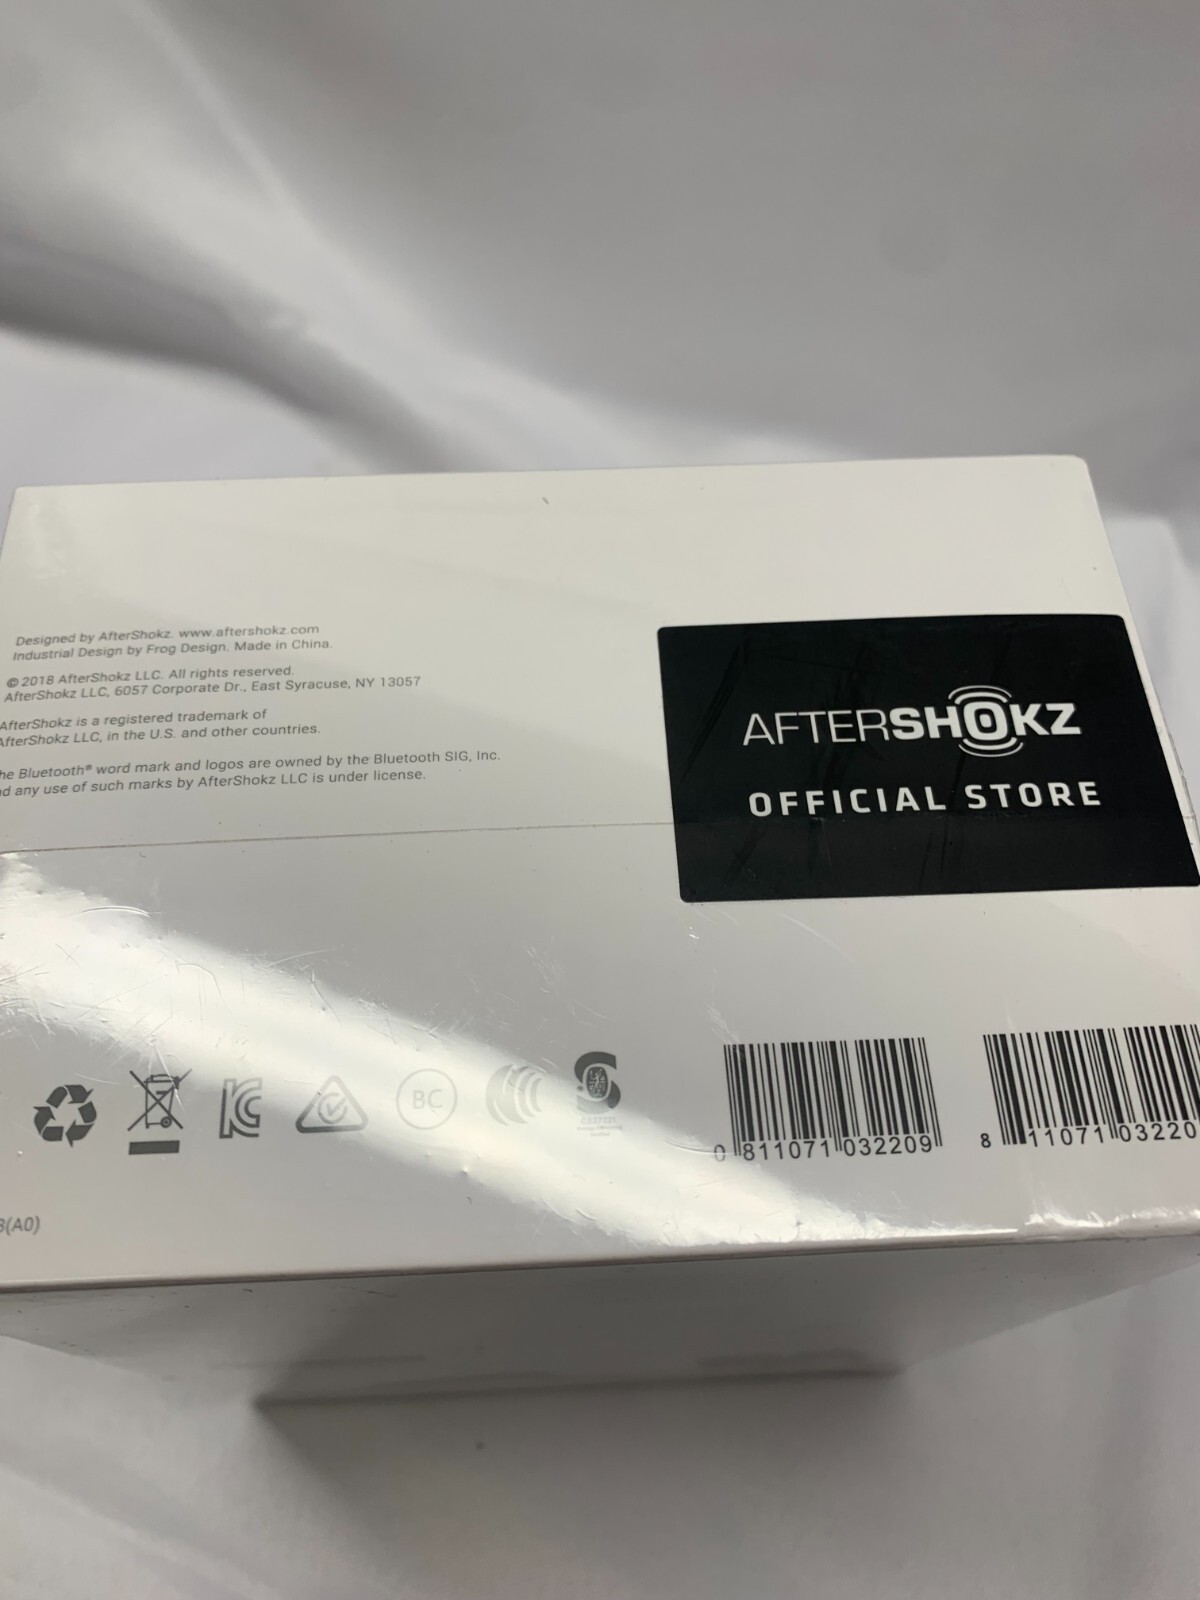 Designed by AfterShokz. www.aftershokz.com
Industrial Design by Frog Design. Made in China.
© 2018 AfterShokz LLC. All rights reserved.
AfterShokz LLC, 6057 Corporate Dr., East Syracuse, NY 13057
AfterShokz is a registered trademark of
AfterShokz LLC, in the U.S. and other countries.
he Bluetooth® word mark and logos are owned by the Bluetooth SIG, Inc.
nd any use of such marks by AfterShokz LLC is under license.
AFTERSHOKZ
OFFICIAL STORE
BC
0 811071 032209
8 11071 03220
(A0)